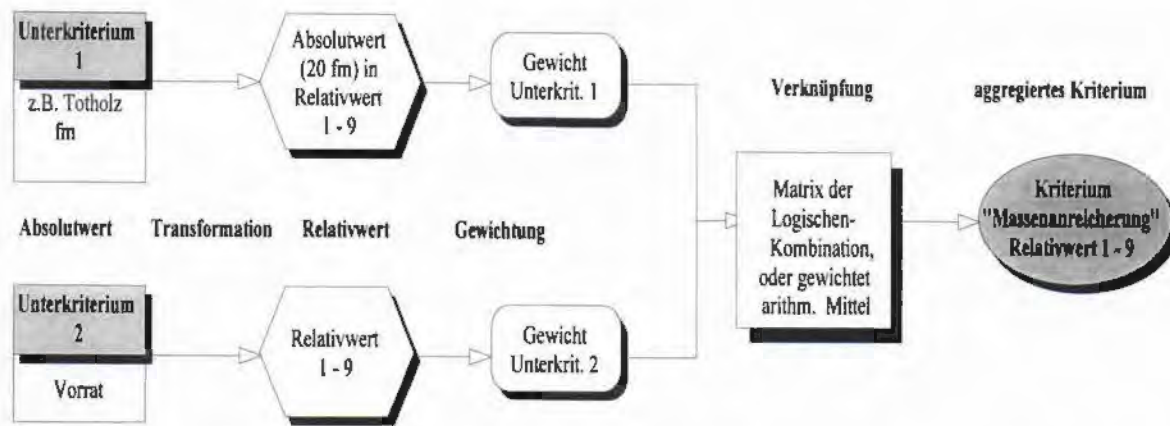 Unterkriterium
1
z.B. Totholz
fm
Absolutwert
(20 fm) in
Relativwert
1 - 9
Gewicht
Unterkrit. 1
Verknüpfung
aggregiertes Kriterium
Matrix der
Logischen-
Kombination,
oder gewichtet
arithm. Mittel
Kriterium
"Massenanreicherung"
Relativwert 1 - 9
Absolutwert
Transformation
Relativwert
Gewichtung
Unterkriterium
2
Vorrat
Relativwert
1 - 9
Gewicht
Unterkrit. 2